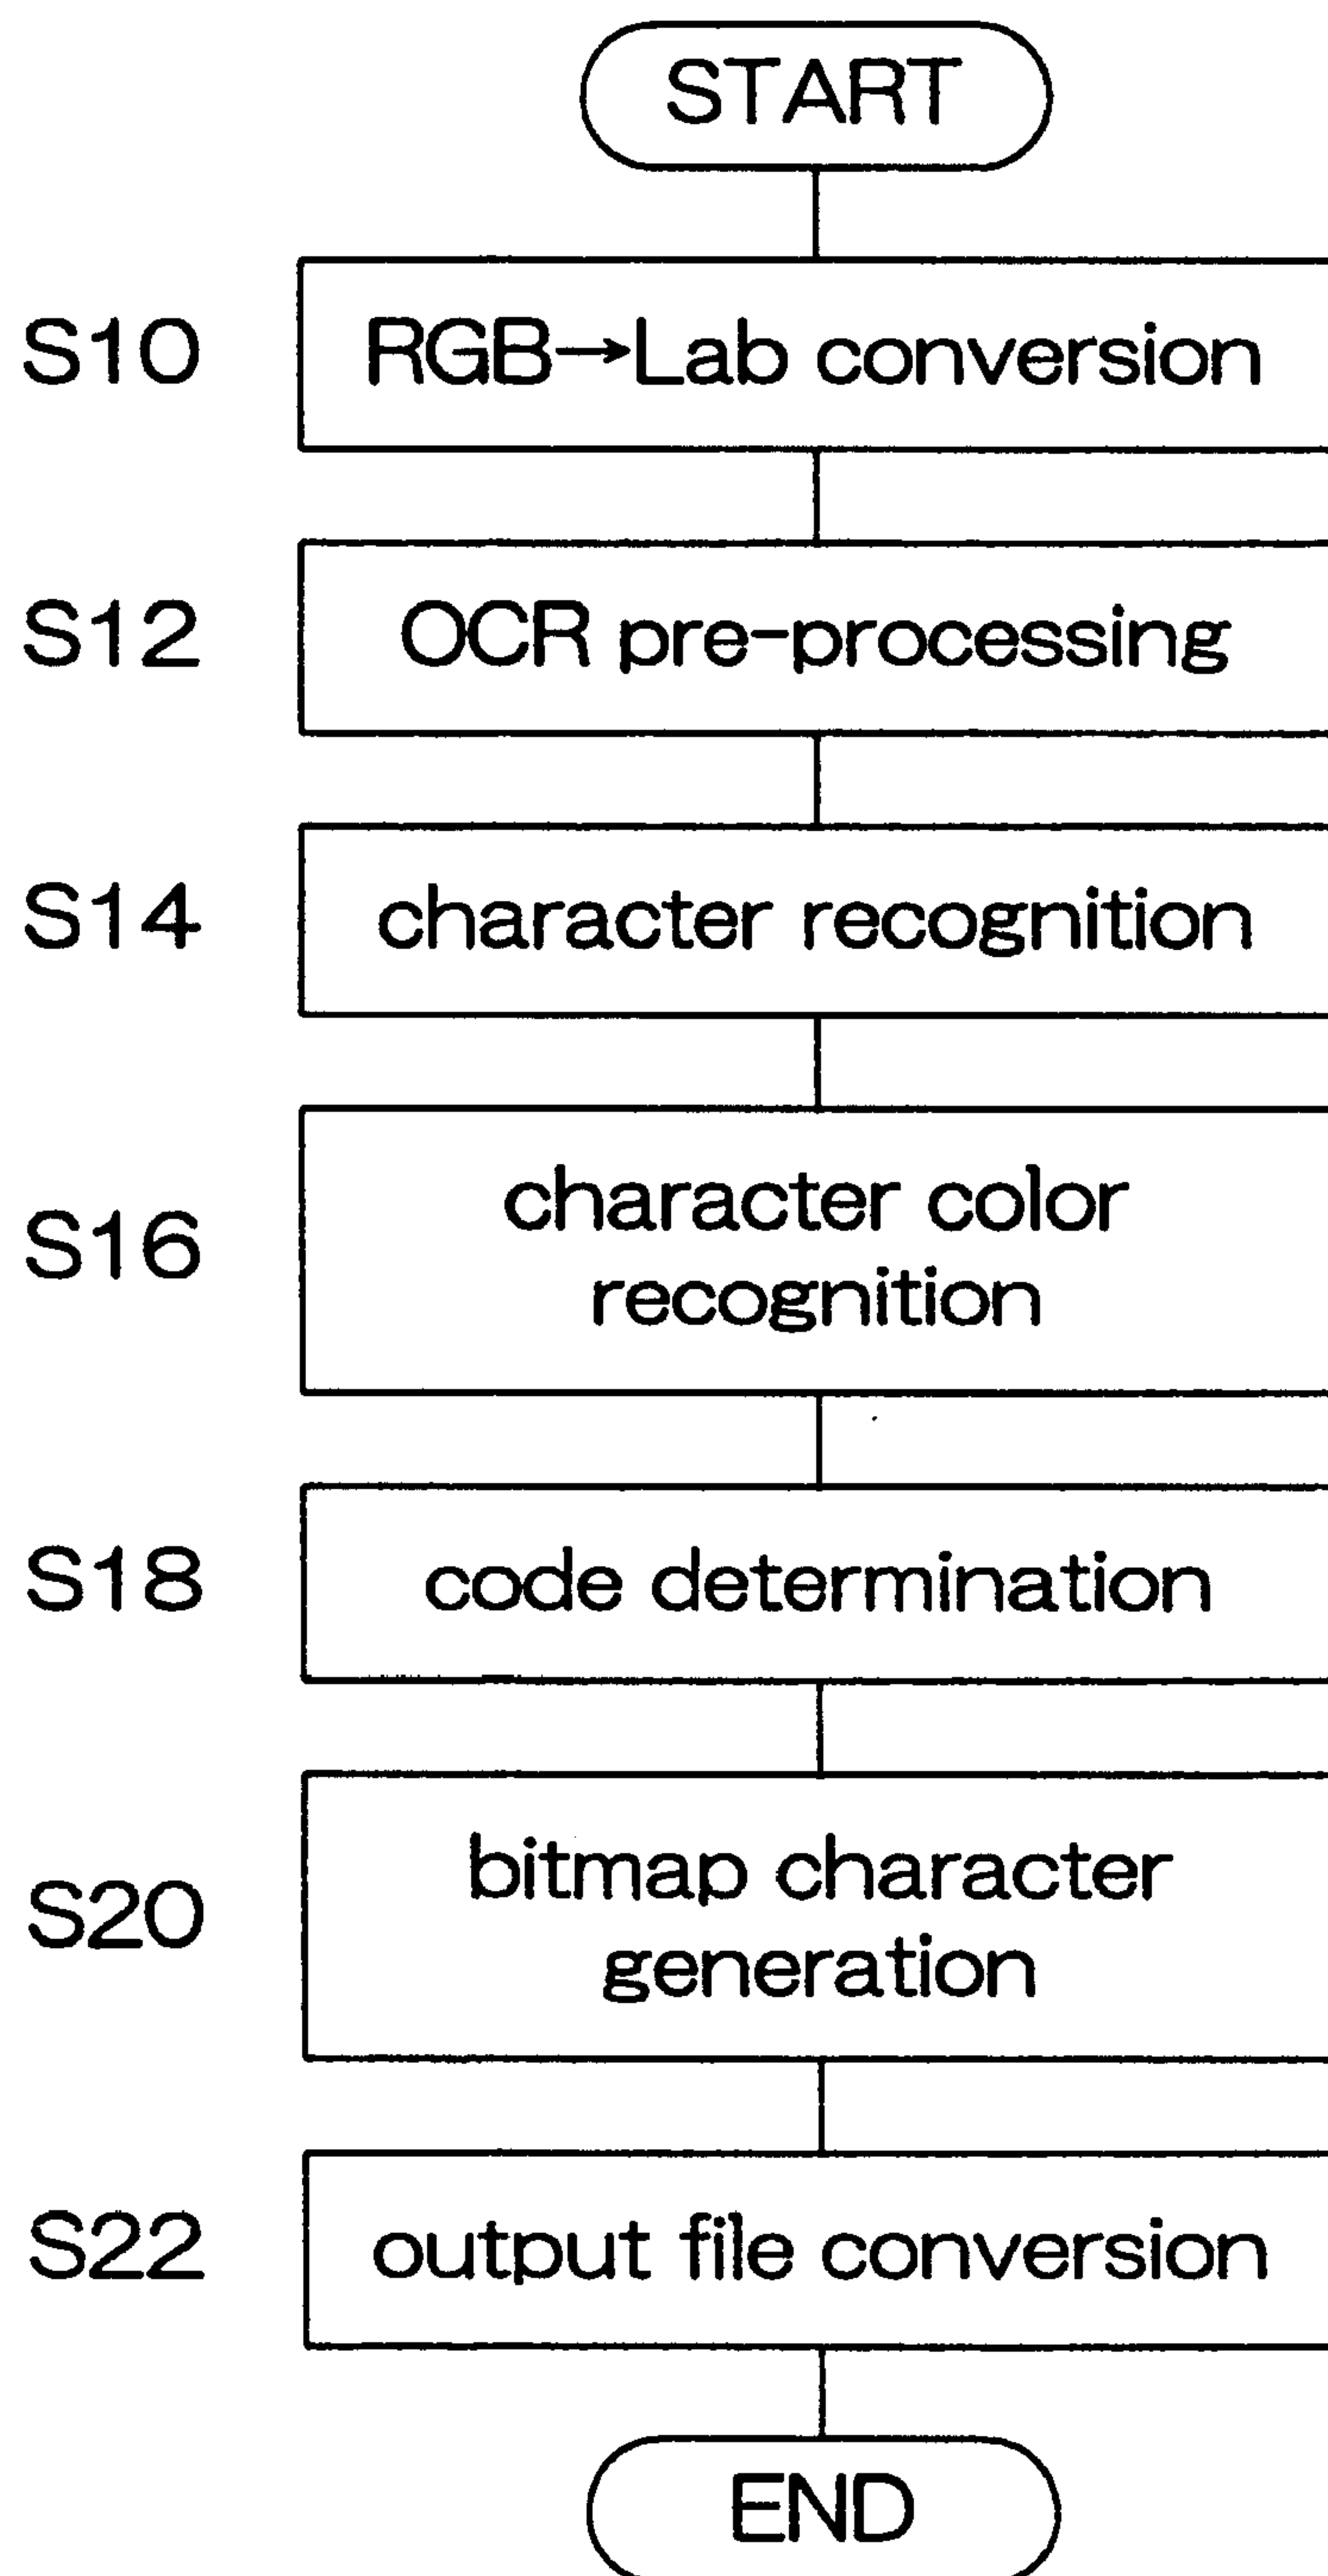 START
S10 RGB→Lab conversion
S12 OCR pre-processing
S14 character recognition
S16 character color
recognition
S18 code determination
S20 bitmap character
generation
S22 output file conversion
END